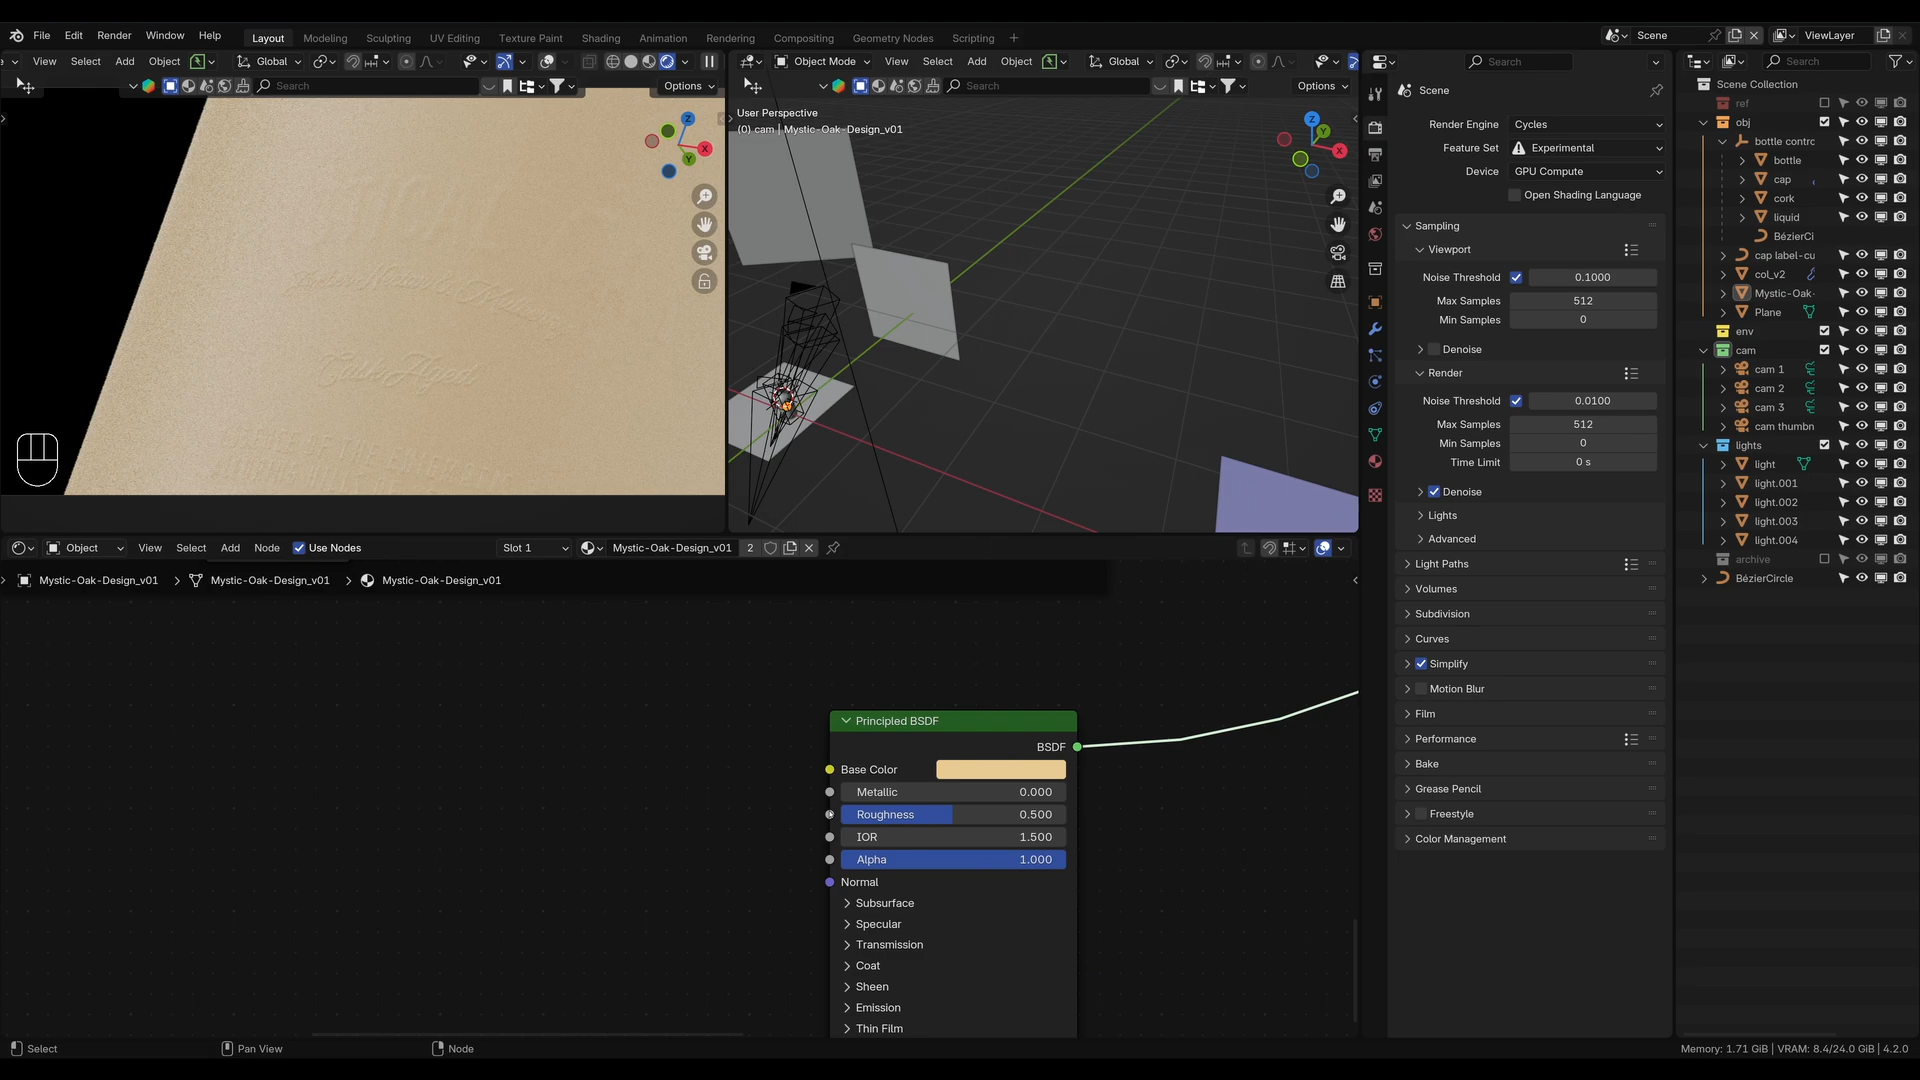 File Edit Render Window Help
Layout Modeling Sculpting UV Editing Texture Paint Shading Animation Rendering Compositing Geometry Nodes Scripting +
Scene
ViewLayer
View Select Add Object Global
Search Options
Object Mode View Select Add Object Global
Search Options
User Perspective
(0) cam | Mystic-Oak-Design_v01
Z
X
Y
Z
Y
X
Object View Select Add Node Use Nodes Slot 1 Mystic-Oak-Design_v01 2
Mystic-Oak-Design_v01 > Mystic-Oak-Design_v01 > Mystic-Oak-Design_v01
Principled BSDF
BSDF
Base Color
Metallic 0.000
Roughness 0.500
IOR 1.500
Alpha 1.000
Normal
Subsurface
Specular
Transmission
Coat
Sheen
Emission
Thin Film
Search
Scene
Render Engine Cycles
Feature Set Experimental
Device GPU Compute
Open Shading Language
Sampling
Viewport
Noise Threshold 0.1000
Max Samples 512
Min Samples 0
Denoise
Render
Noise Threshold 0.0100
Max Samples 512
Min Samples 0
Time Limit 0 s
Denoise
Lights
Advanced
Light Paths
Volumes
Subdivision
Curves
Simplify
Motion Blur
Film
Performance
Bake
Grease Pencil
Freestyle
Color Management
Search
Scene Collection
ref
obj
bottle contrc
bottle
cap
cork
liquid
BézierCi
cap label-cu
col_v2
Mystic-Oak-
Plane
env
cam
cam 1
cam 2
cam 3
cam thumbn
lights
light
light.001
light.002
light.003
light.004
archive
BézierCircle
Select Pan View Node
Memory: 1.71 GiB | VRAM: 8.4/24.0 GiB | 4.2.0